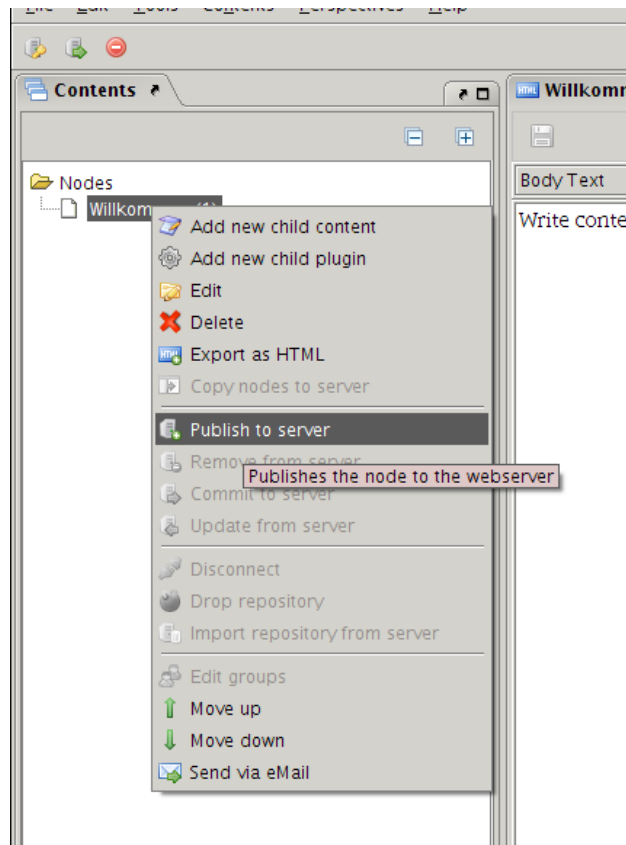 Contents
Willkomm
Nodes
Body Text
Willkom
Write conte
Add new child content
Add new child plugin
Edit
Delete
Export as HTML
Copy nodes to server
Publish to server
Remove from server
Publishes the node to the webserver
Commit to server
Update from server
Disconnect
Drop repository
Import repository from server
Edit groups
Move up
Move down
Send via eMail